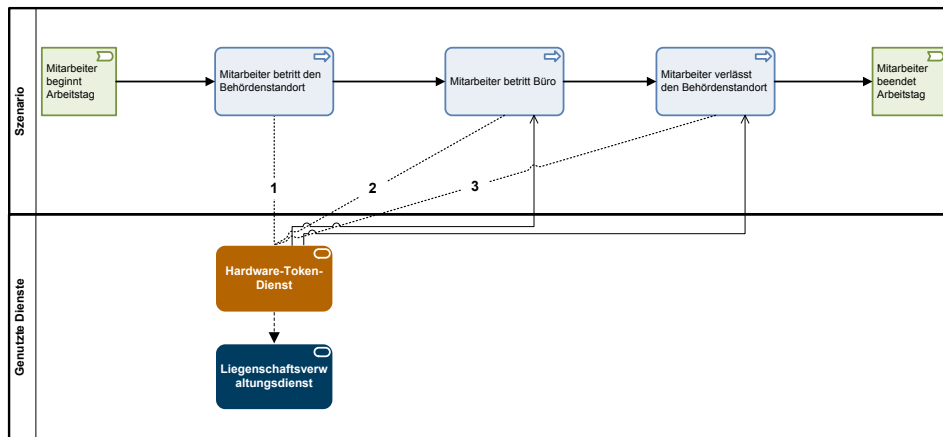 Szenario
Mitarbeiter
beginnt
Arbeitstag
Mitarbeiter betritt den
Behördenstandort
Mitarbeiter betritt Büro
Mitarbeiter verlässt
den Behördenstandort
Mitarbeiter
beendet
Arbeitstag
1
2
3
Genutzte Dienste
Hardware-Token-
Dienst
Liegenschaftsverw
altungsdienst